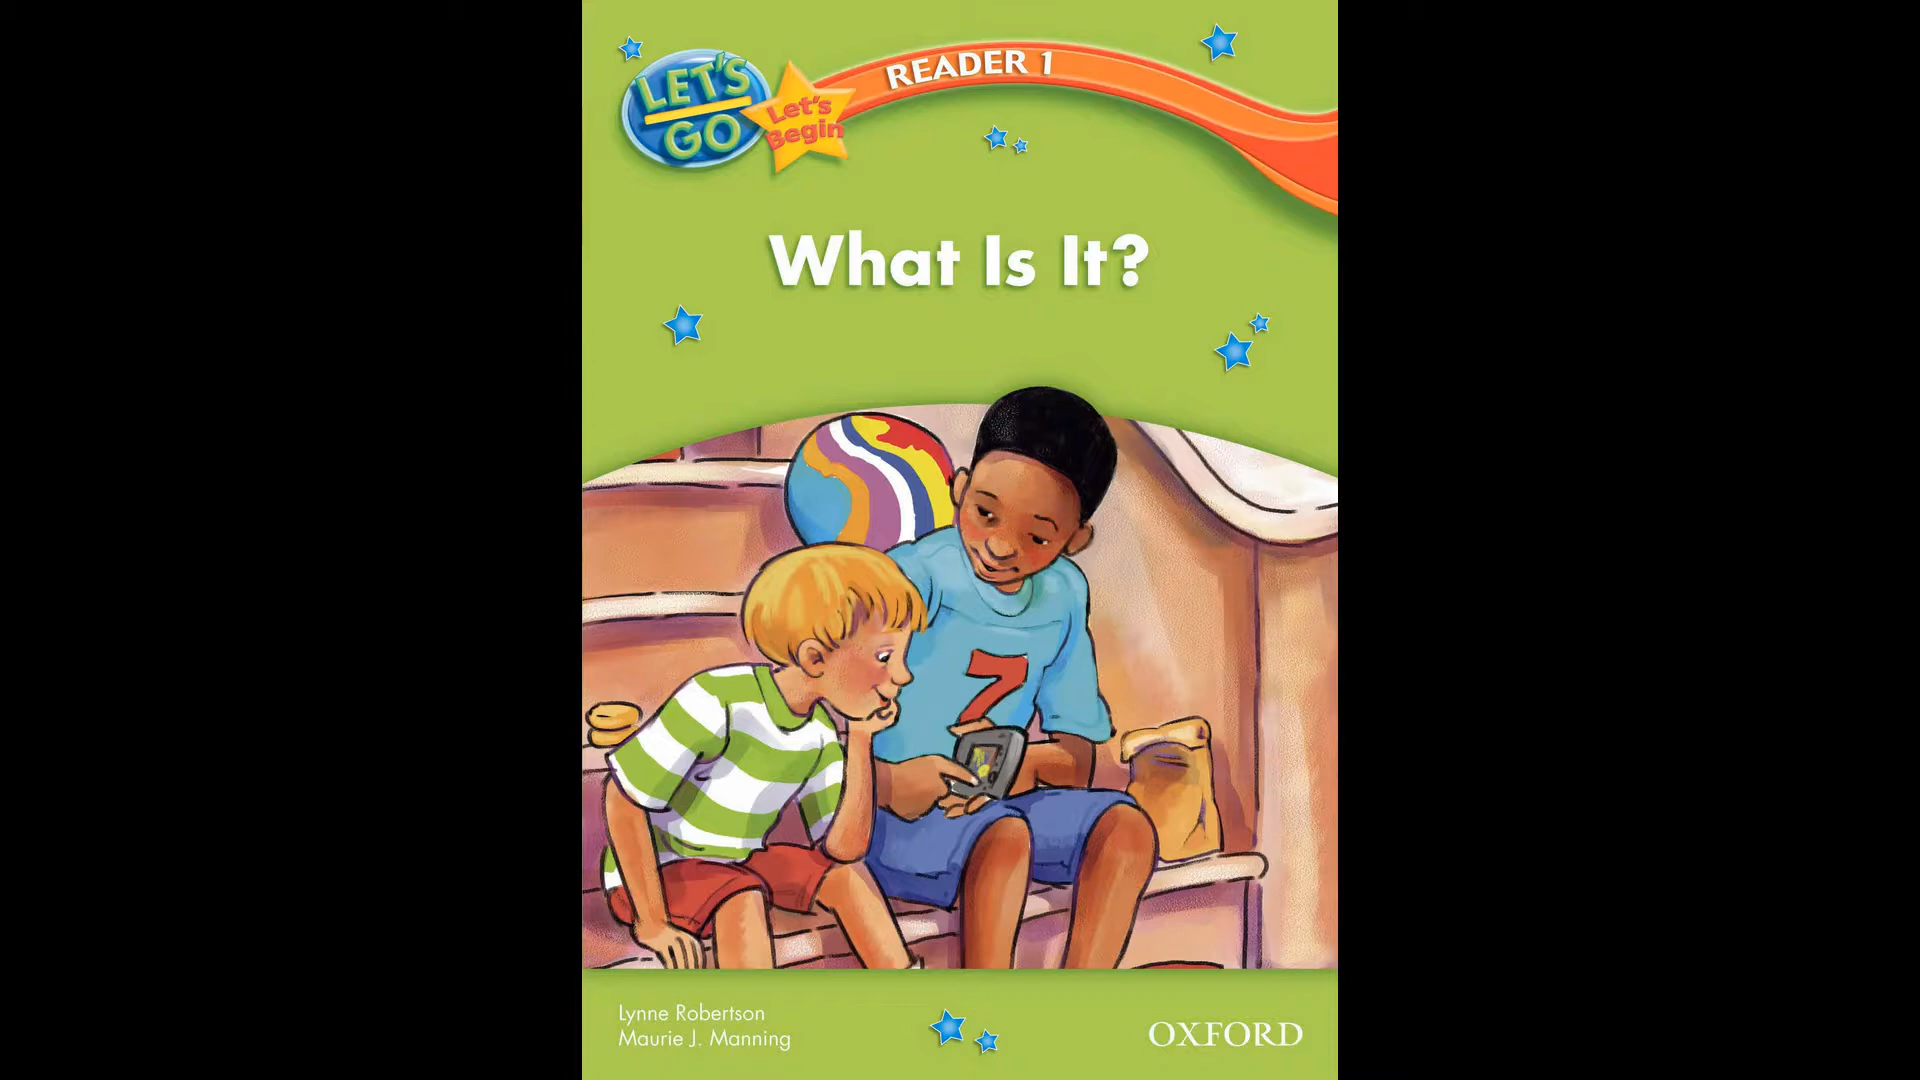 LET'S
GO
Let's
Begin
READER 1
What Is It?
7
Lynne Robertson
Maurie J. Manning
OXFORD